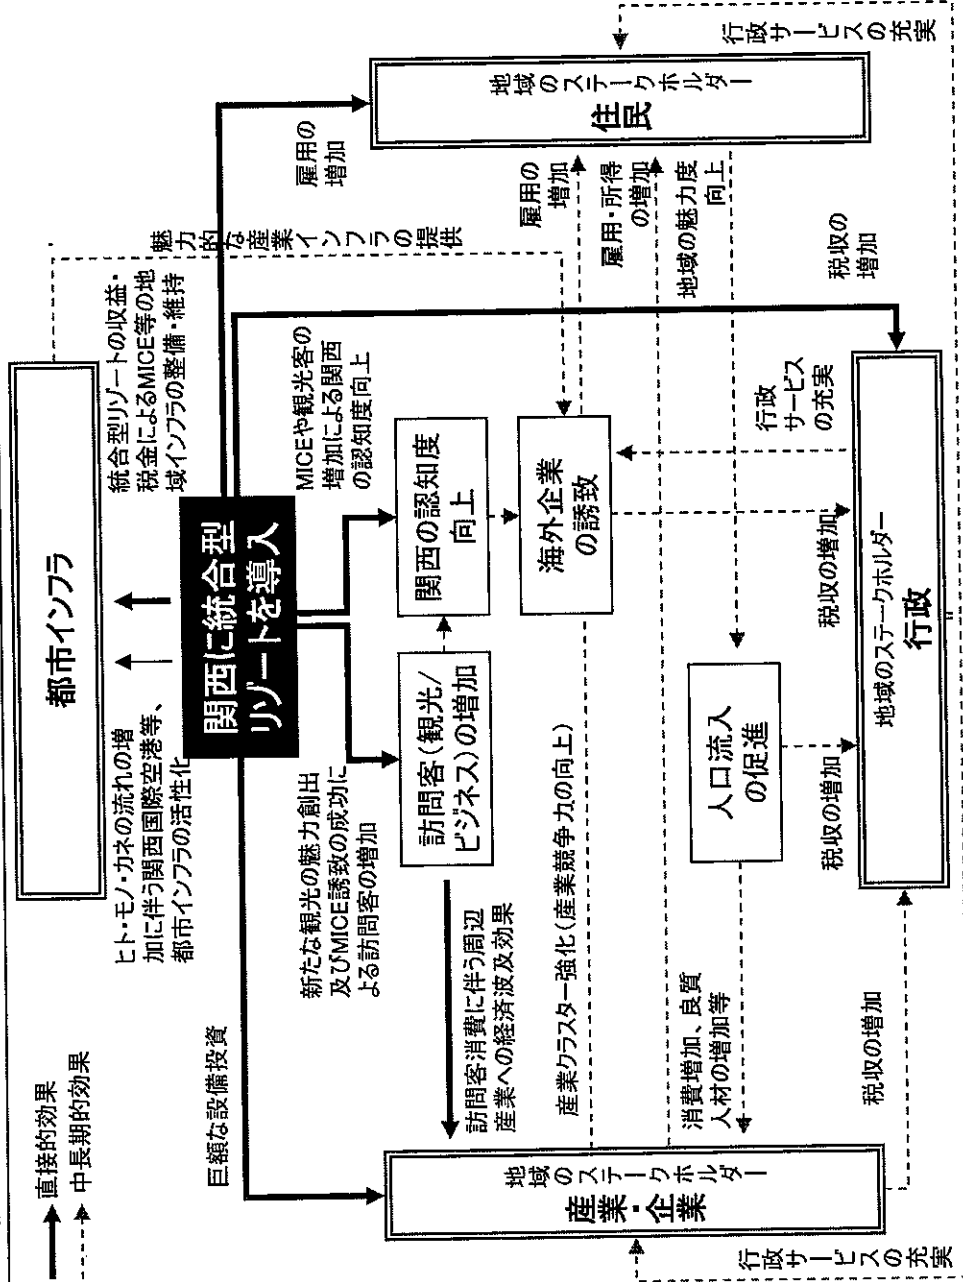 直接的効果
中長期的効果
都市インフラ
ヒト・モノ・カネの流れの増
加に伴う関西国際空港等、
都市インフラの活性化
統合型リゾートの収益・
税金によるMICE等の地
域インフラの整備・維持
魅力的な産業インフラの提供
関西に統合型
リゾートを導入
巨額な設備投資
雇用の
増加
新たな観光の魅力創出
及びMICE誘致の成功に
よる訪問客の増加
MICEや観光客の
増加による関西
の認知度向上
訪問客(観光/
ビジネス)の増加
関西の認知度
向上
訪問客消費に伴う周辺
産業への経済波及効果
海外企業
の誘致
雇用の
増加
産業クラスター強化(産業競争力の向上)
雇用・所得
の増加
地域の魅力度
向上
地域のステークホルダー
産業・企業
地域のステークホルダー
住民
消費増加、良質
人材の増加等
人口流入
の促進
税収の増加
税収の増加
行政
サービス
の充実
税収の
増加
税収の増加
地域のステークホルダー
行政
行政サービスの充実
行政サービスの充実